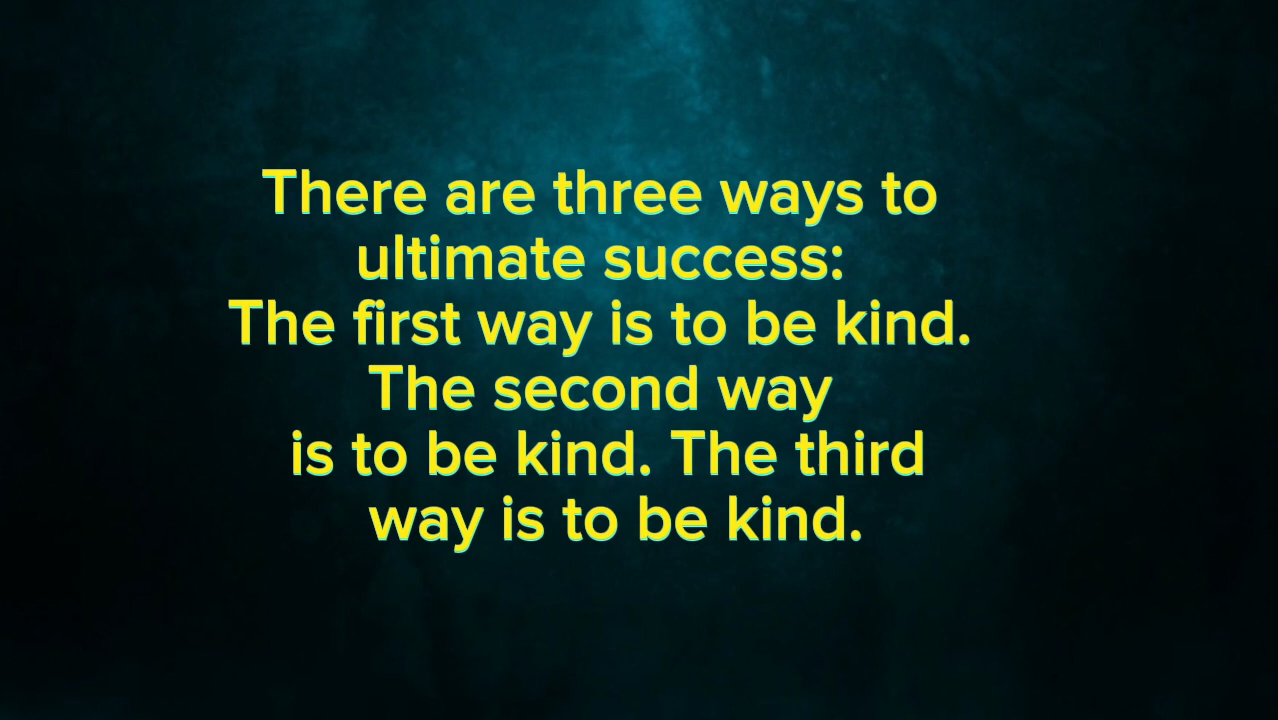 There are three ways to
ultimate success:
The first way is to be kind.
The second way
is to be kind. The third
way is to be kind.